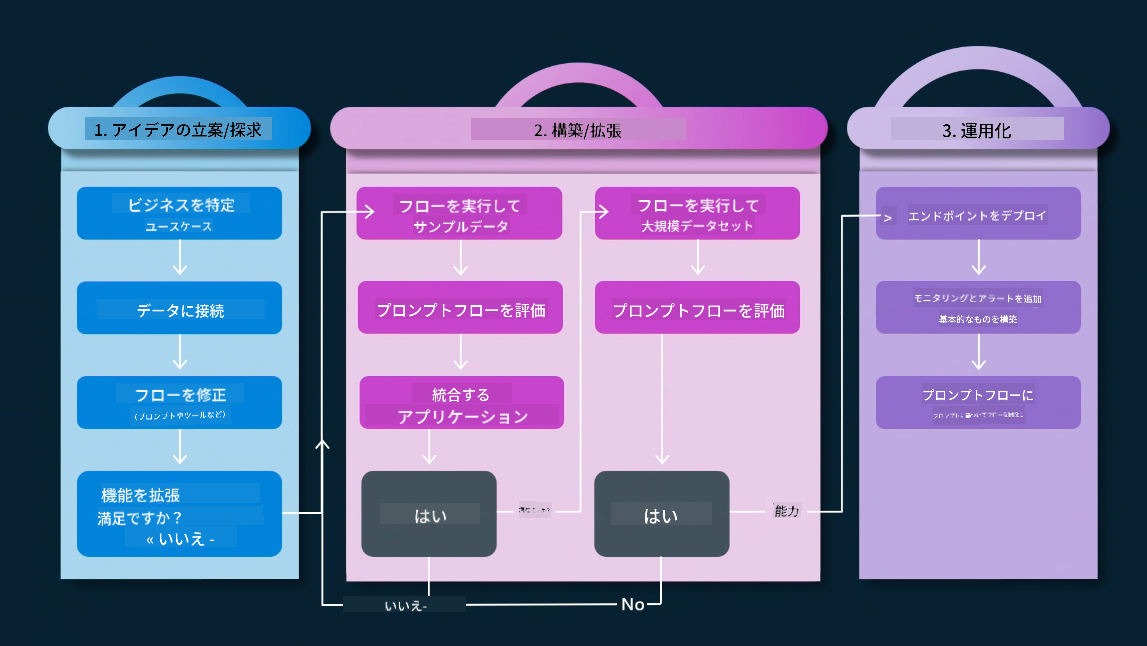 1. アイデアの立案/探求
ビジネスを特定
ユースケース
データに接続
フローを修正
(プロンプトやツールなど)
機能を拡張
満足ですか？
« いいえ -
2. 構築/拡張
フローを実行して
サンプルデータ
プロンプトフローを評価
統合する
アプリケーション
はい
フローを実行して
大規模データセット
プロンプトフローを評価
はい
能力
いいえ-
No
3. 運用化
>
エンドポイントをデプロイ
モニタリングとアラートを追加
基本的なものを構築
プロンプトフローに